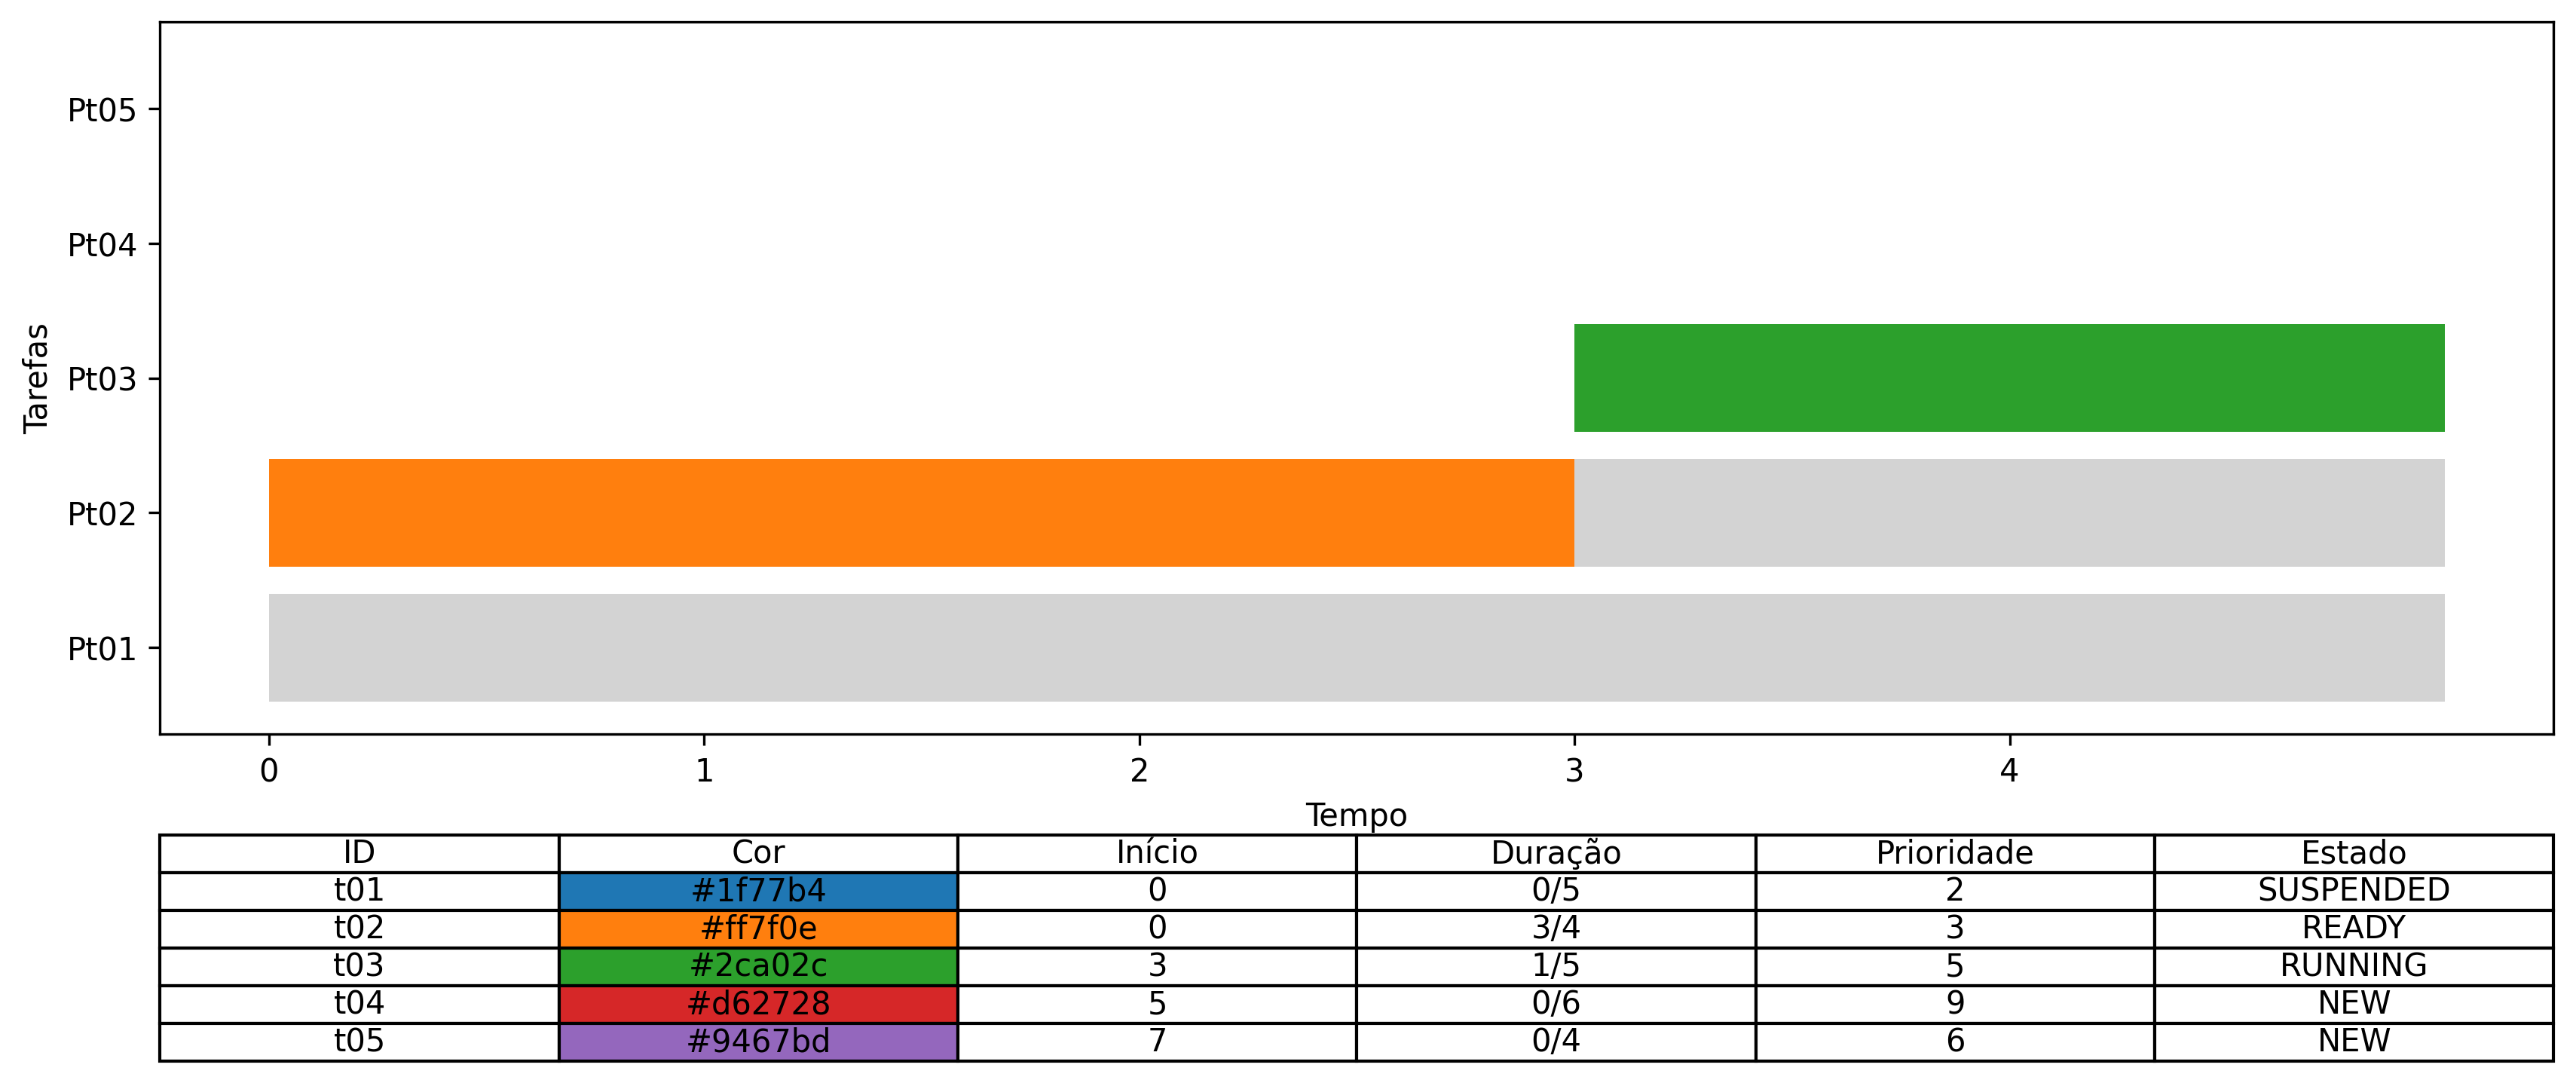 Tarefas
Pt05
Pt04
Pt03
Pt02
Pt01
0 1 2 3 4
Tempo
ID Cor Início Duração Prioridade Estado
t01 #1f77b4 0 0/5 2 SUSPENDED
t02 #ff7f0e 0 3/4 3 READY
t03 #2ca02c 3 1/5 5 RUNNING
t04 #d62728 5 0/6 9 NEW
t05 #9467bd 7 0/4 6 NEW